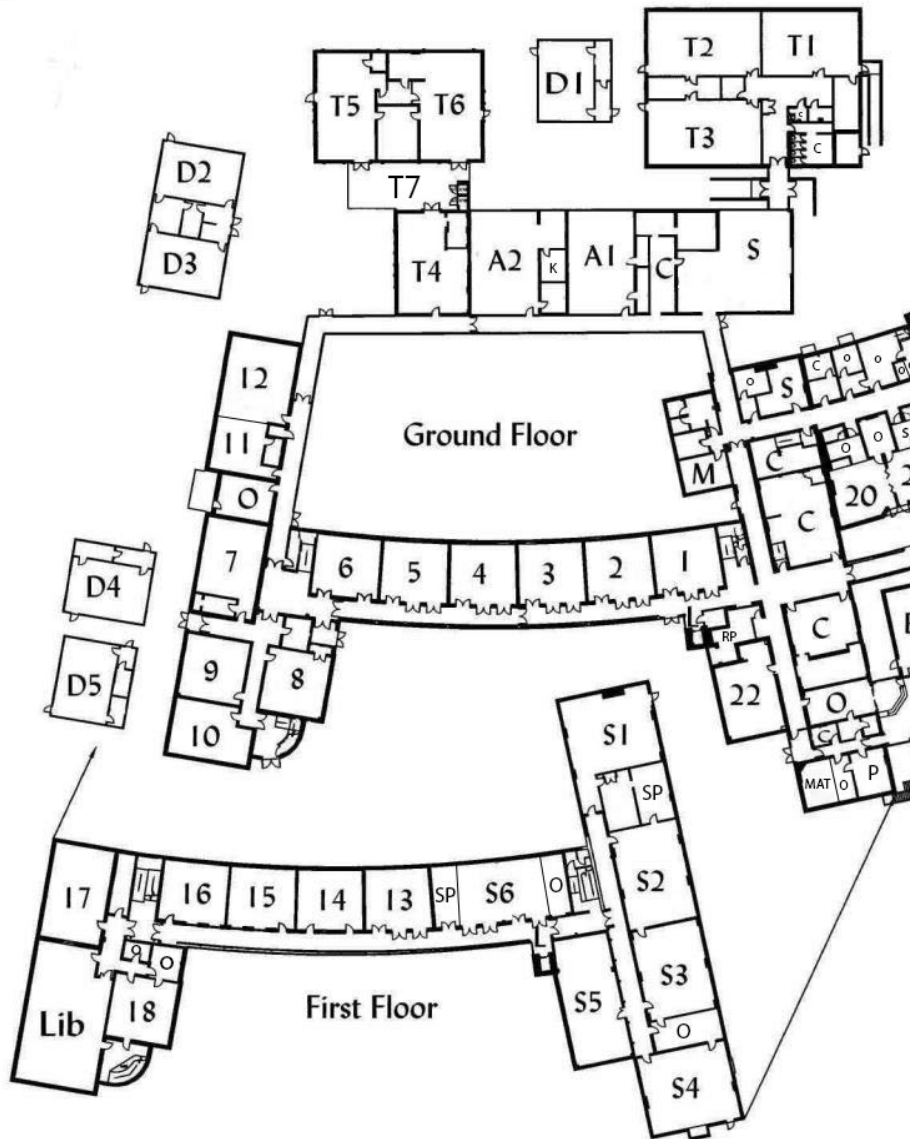 T5
T6
D1
T2
T1
T3
C
C
D2
D3
T7
T4
A2
K
A1
C
S
12
11
O
7
Ground Floor
O
S
C
O
O
O
M
C
O
O
S
20
2
C
D4
D5
6
5
4
3
2
1
RP
22
C
O
C
MAT
O
P
9
8
10
S1
SP
S2
S3
O
S4
S5
17
16
15
14
13
SP
S6
O
O
O
18
Lib
First Floor